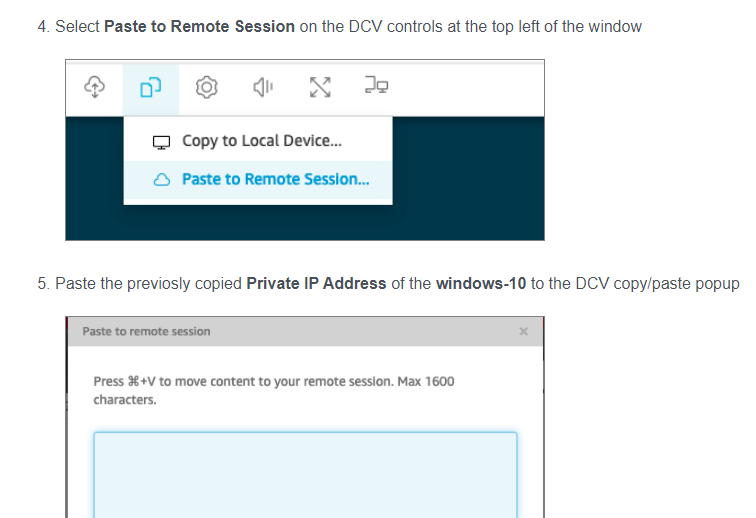 4. Select Paste to Remote Session on the DCV controls at the top left of the window
Copy to Local Device...
Paste to Remote Session...
5. Paste the previosly copied Private IP Address of the windows-10 to the DCV copy/paste popup
Paste to remote session
Press ⌘+V to move content to your remote session. Max 1600
characters.